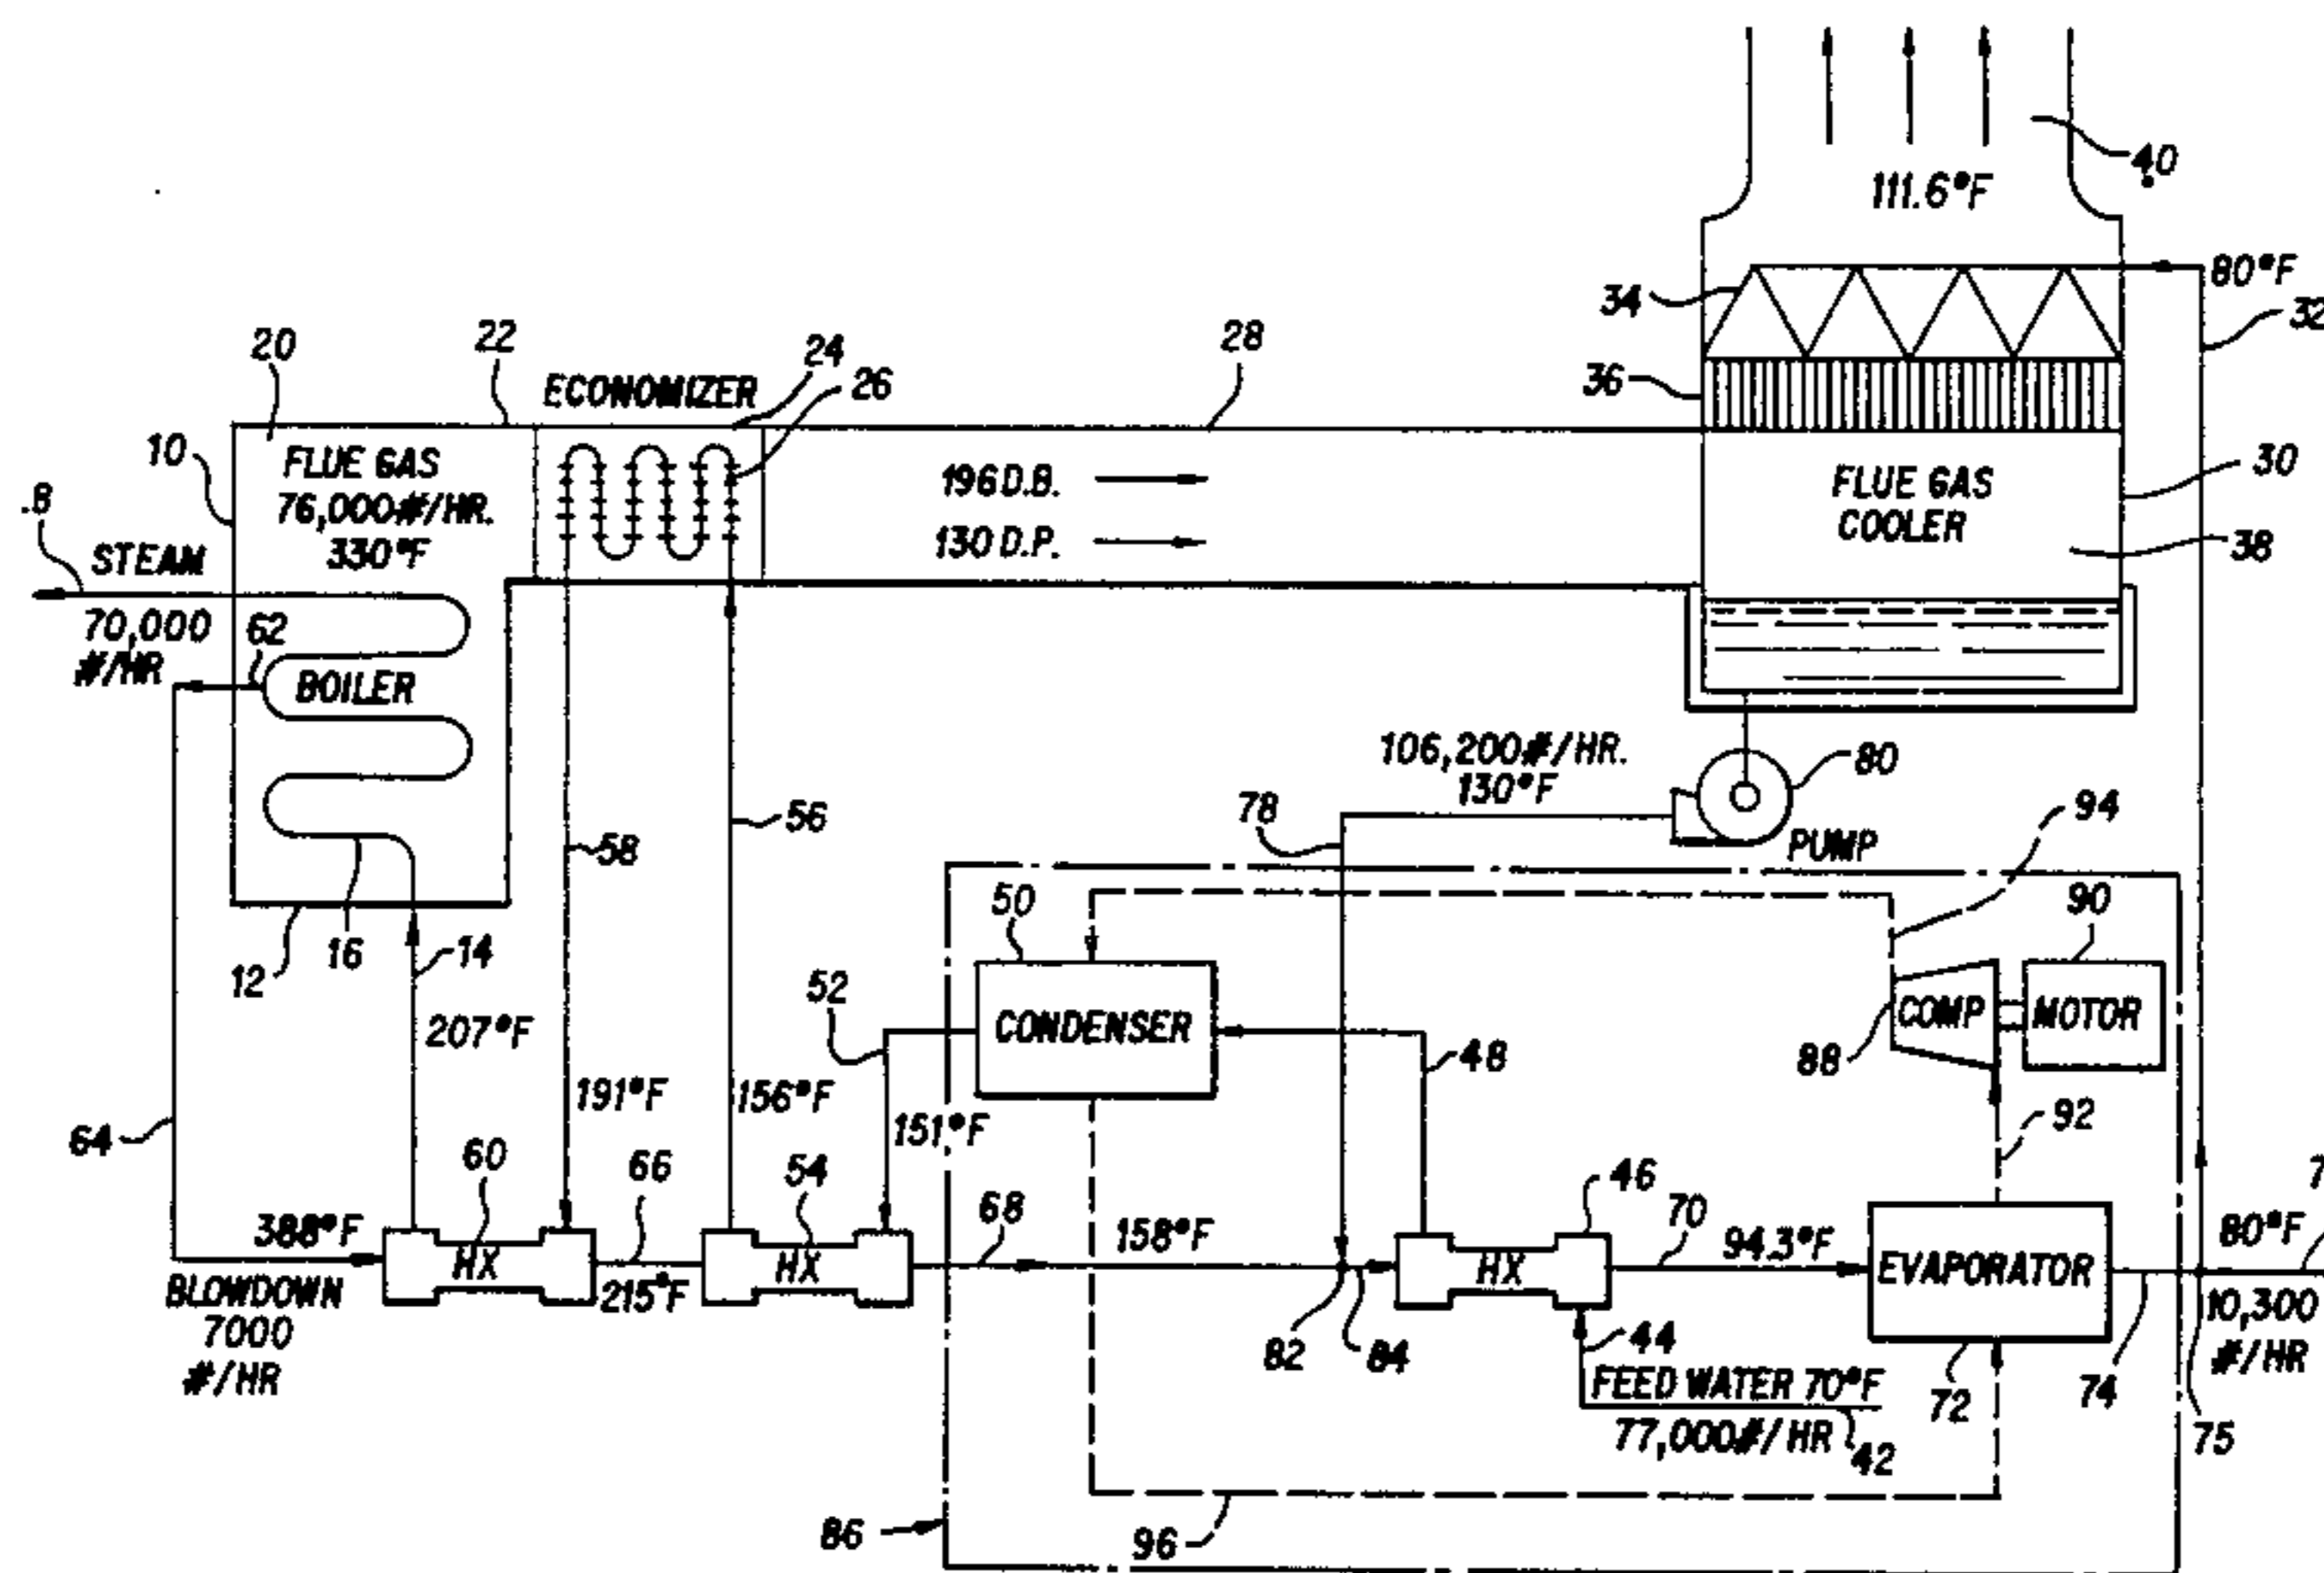 40
111.6°F
80°F
34
32
20
22
24
28
ECONOMIZER
26
36
10
FLUE GAS
76,000#/HR.
330°F
196 D.B.
130 D.P.
FLUE GAS
COOLER
30
38
.8
STEAM
70,000
#/HR
62
BOILER
106,200#/HR.
130°F
80
PUMP
78
94
58
56
50
90
12
16
14
52
CONDENSER
COMP
MOTOR
88
207°F
48
191°F
156°F
151°F
92
64
60
66
54
68
46
70
388°F
HX
215°F
HX
158°F
HX
94.3°F
EVAPORATOR
80°F
BLOWDOWN
7000
#/HR
82
84
44
FEED WATER 70°F
77,000#/HR
42
72
74
10,300
#/HR
75
86
96